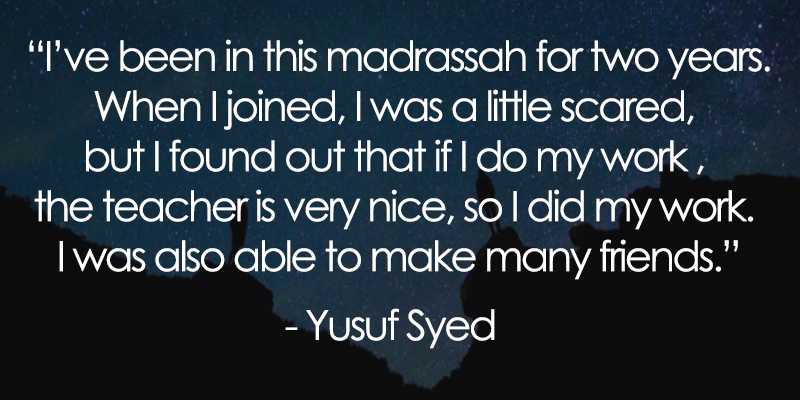 “I’ve been in this madrassah for two years.
When I joined, I was a little scared,
but I found out that if I do my work ,
the teacher is very nice, so I did my work.
I was also able to make many friends.”
- Yusuf Syed